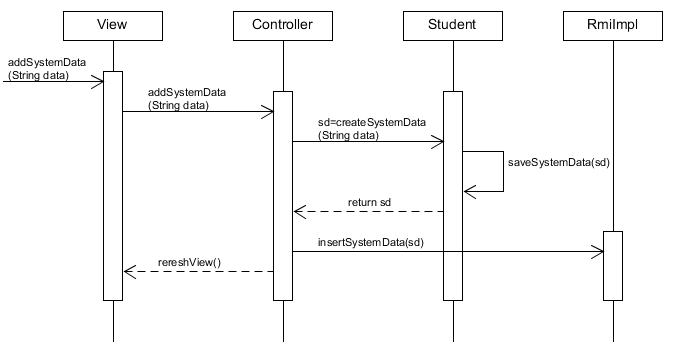 View
Controller
Student
RmiImpl
addSystemData
(String data)
addSystemData
(String data)
sd=createSystemData
(String data)
saveSystemData(sd)
return sd
insertSystemData(sd)
rereshView()